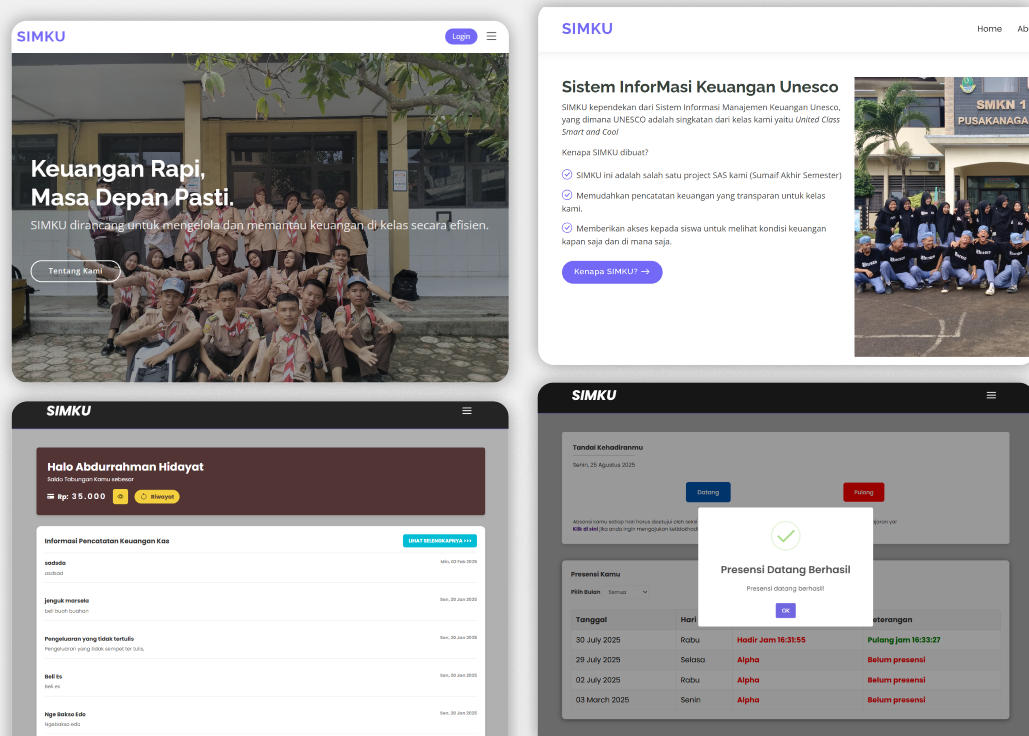 SIMKU
Login
Keuangan Rapi,
Masa Depan Pasti.
SIMKU dirancang untuk mengelola dan memantau keuangan di kelas secara efisien.
Tentang Kami
SIMKU
Home
Sistem InforMasi Keuangan Unesco
SIMKU kependekan dari Sistem Informasi Manajemen Keuangan Unesco,
yang dimana UNESCO adalah singkatan dari kelas kami yaitu United Class
Smart and Cool
Kenapa SIMKU dibuat?
SIMKU ini adalah salah satu project SAS kami (Sumaif Akhir Semester)
Memudahkan pencatatan keuangan yang transparan untuk kelas
kami.
Memberikan akses kepada siswa untuk melihat kondisi keuangan
kapan saja dan di mana saja.
Kenapa SIMKU? →
SMKN 1
PUSAKANAGA
SIMKU
Halo Abdurrahman Hidayat
Saldo Tabungan Kamu sebesar
Rp: 35.000
Riwayat
Informasi Pencatatan Keuangan Kas
LIHAT SELENGKAPNYA >>>
sadsda
Min, 02 Feb 2025
asdsad
jenguk marsela
Sen, 20 Jan 2025
beli buah buahan
Pengeluaran yang tidak tertulis
Sen, 20 Jan 2025
Pengeluaran yang tidak sempet ter tulis,
Beli Es
Sen, 20 Jan 2025
Beli es
Nge Bakso Edo
Sen, 20 Jan 2025
Ngebakso edo
SIMKU
Tandai Kehadiranmu
Senin, 25 Agustus 2025
Datang
Pulang
Absensi kamu setiap hari harus disetujui oleh
Klik di sini jika anda ingin mengajukan
Presensi Datang Berhasil
Presensi datang berhasil!
OK
Presensi Kamu
Pilih Bulan Semua
Tanggal Hari eterangan
30 July 2025 Rabu Hadir Jam 16:31:55 Pulang jam 16:33:27
29 July 2025 Selasa Alpha Belum presensi
02 July 2025 Rabu Alpha Belum presensi
03 March 2025 Senin Alpha Belum presensi